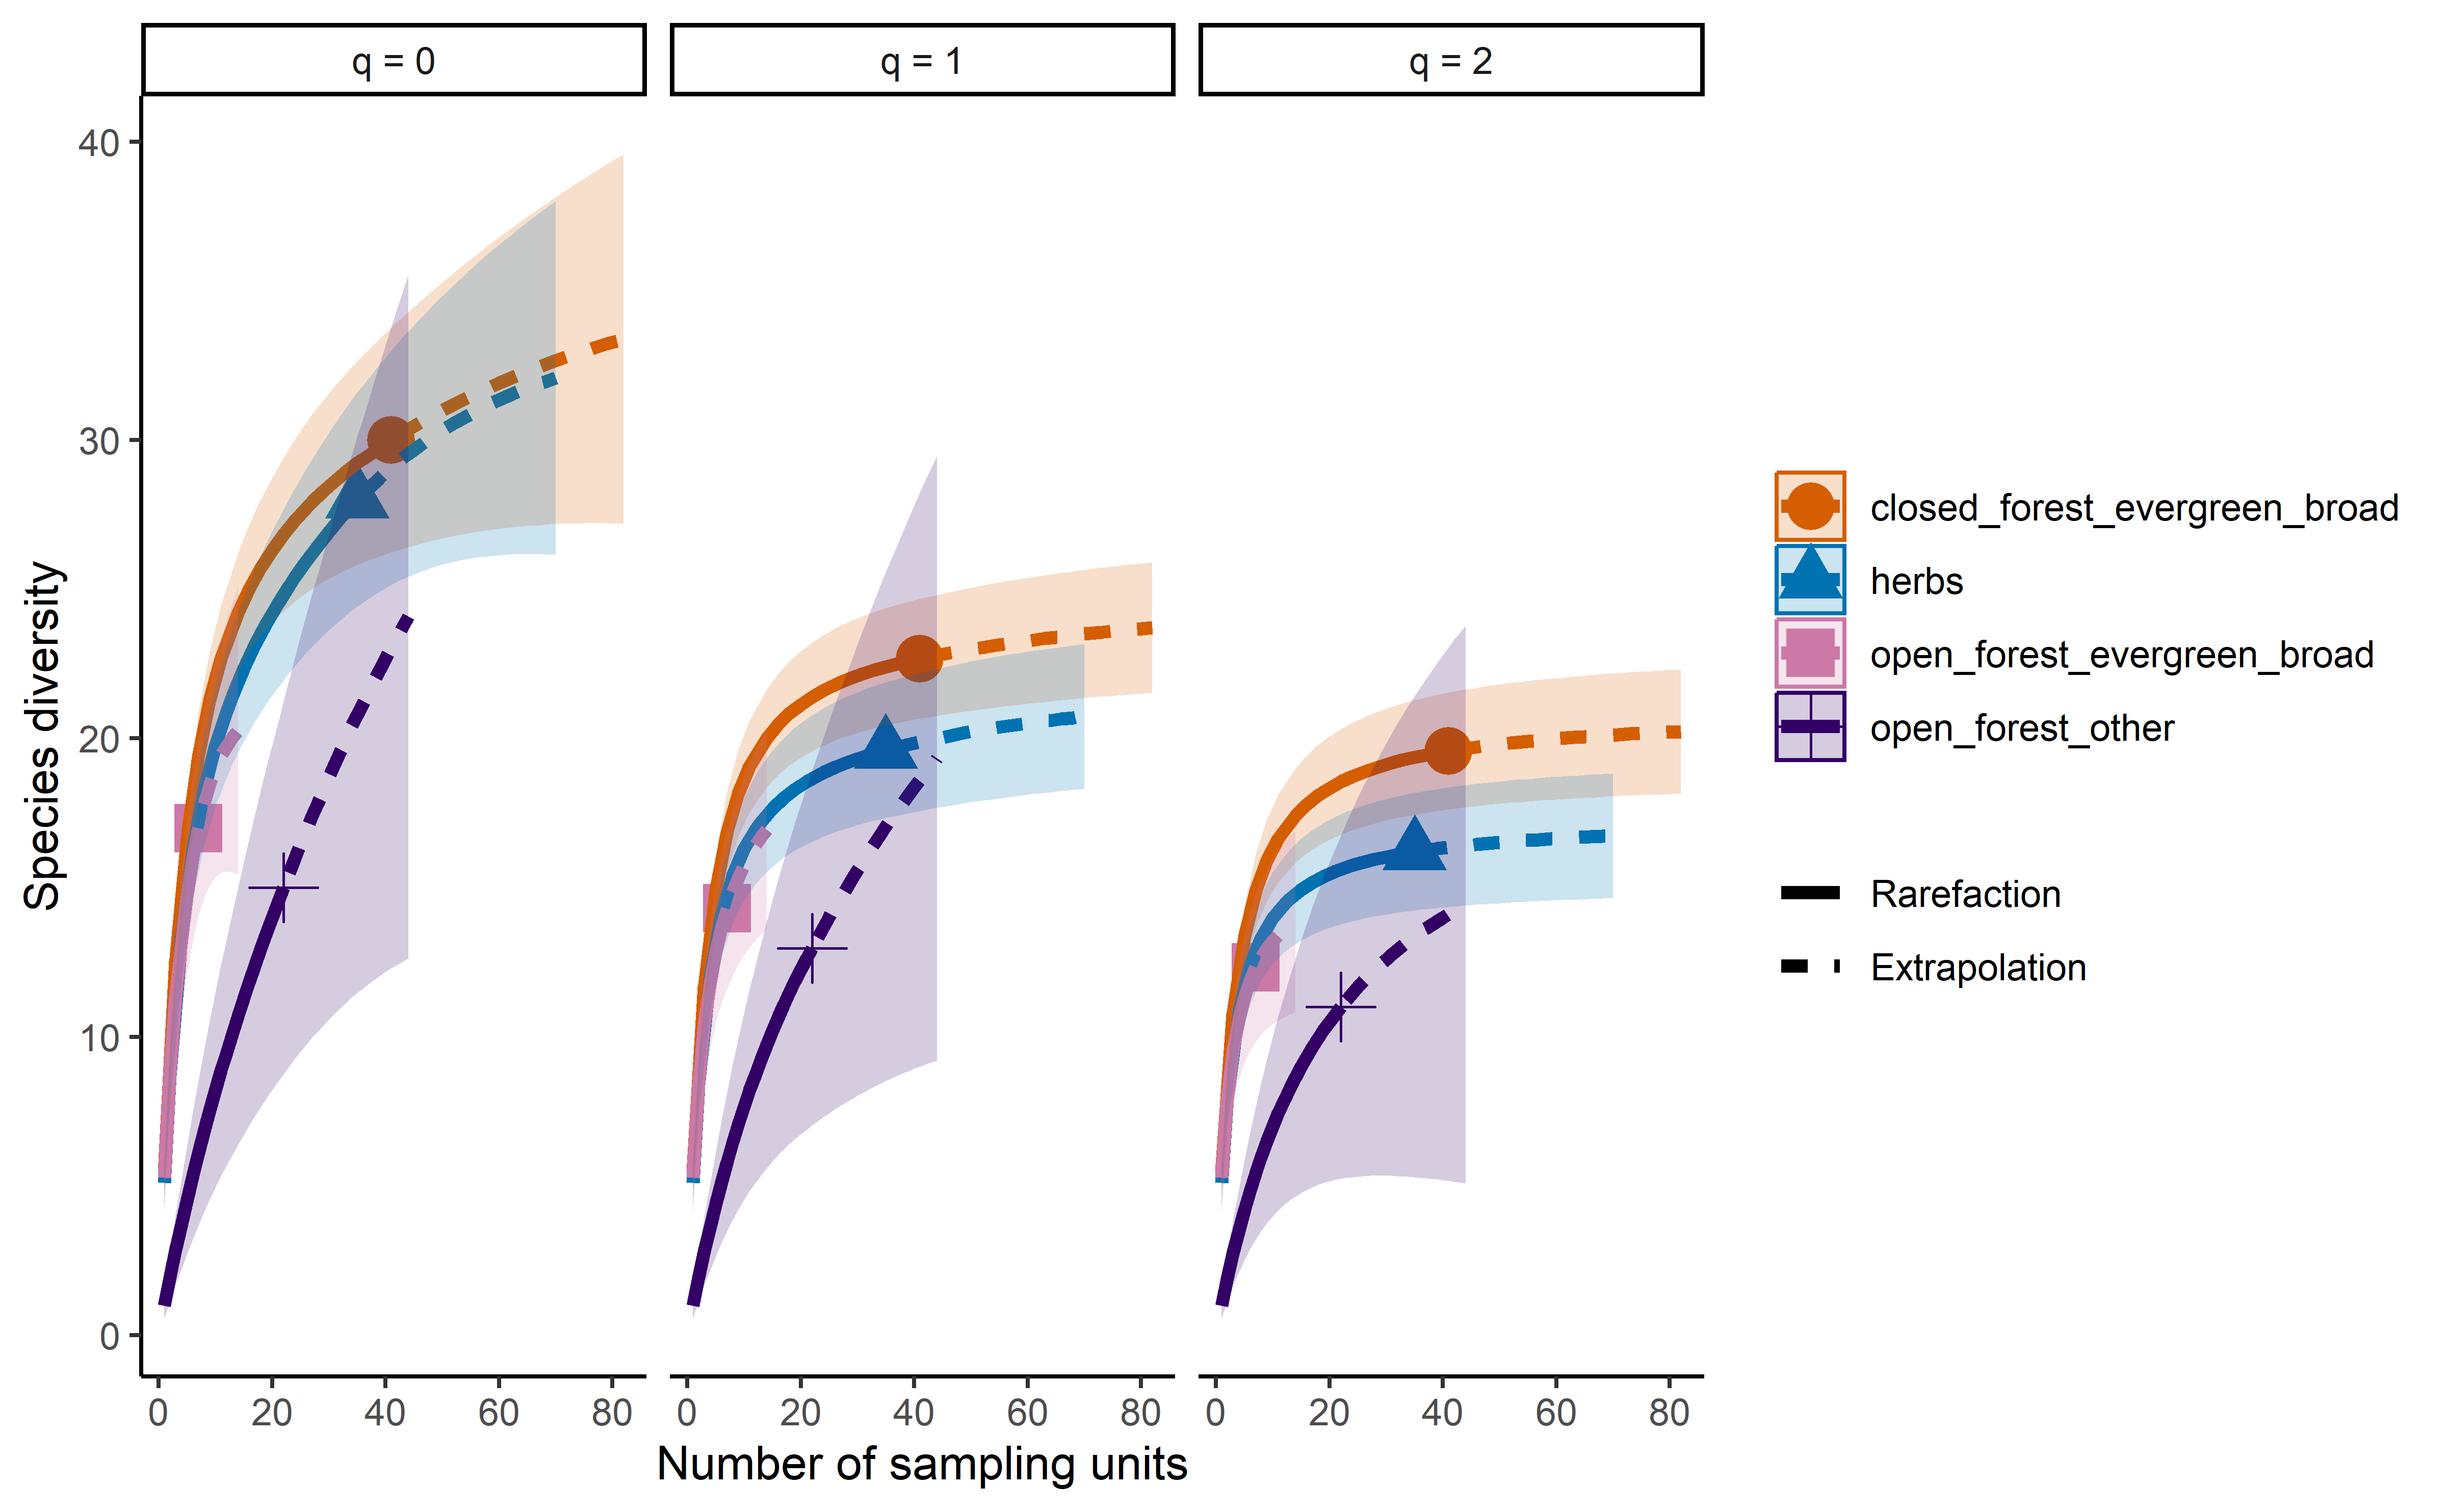 q = 0
q = 1
q = 2
40
30
20
10
0
Species diversity
0 20 40 60 80
0 20 40 60 80
0 20 40 60 80
Number of sampling units
closed_forest_evergreen_broad
herbs
open_forest_evergreen_broad
open_forest_other
Rarefaction
Extrapolation